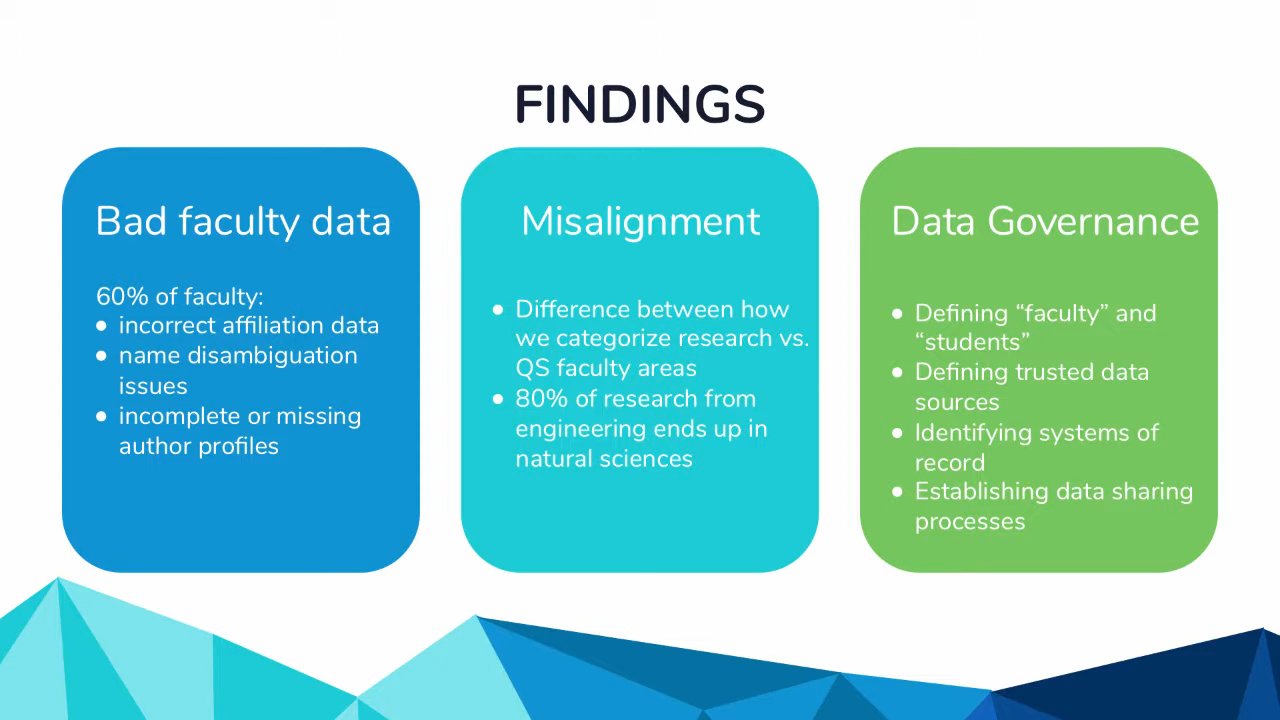 FINDINGS
Bad faculty data
60% of faculty:
● incorrect affiliation data
● name disambiguation
issues
● incomplete or missing
author profiles
Misalignment
● Difference between how
we categorize research vs.
QS faculty areas
● 80% of research from
engineering ends up in
natural sciences
Data Governance
● Defining “faculty” and
“students”
● Defining trusted data
sources
● Identifying systems of
record
● Establishing data sharing
processes